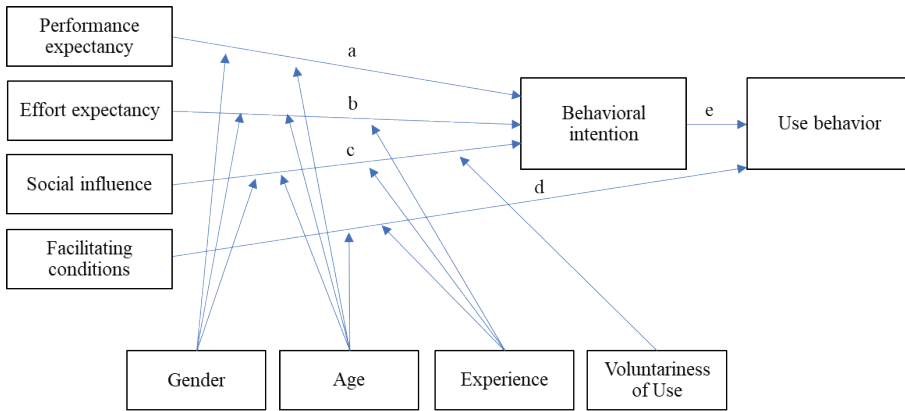 Performance
expectancy
a
Effort expectancy
b
Behavioral
intention
e
Use behavior
Social influence
c
d
Facilitating
conditions
Gender
Age
Experience
Voluntariness
of Use